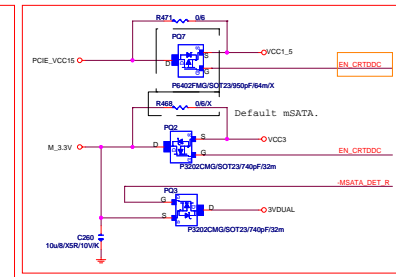 R471 0/6
PQ7
PCIE_VCC15
D
S
G
VCC1_5
EN_CRTDDC
P6402FMG/SOT23/950pF/64m/X
R468 0/6/X
Default mSATA.
PQ2
M_3.3V
D
S
G
VCC3
EN_CRTDDC
P3202CMG/SOT23/740pF/32m
-MSATA_DET_R
PQ3
G
S
D
3VDUAL
P3202CMG/SOT23/740pF/32m
C260
10u/8/X5R/10V/K